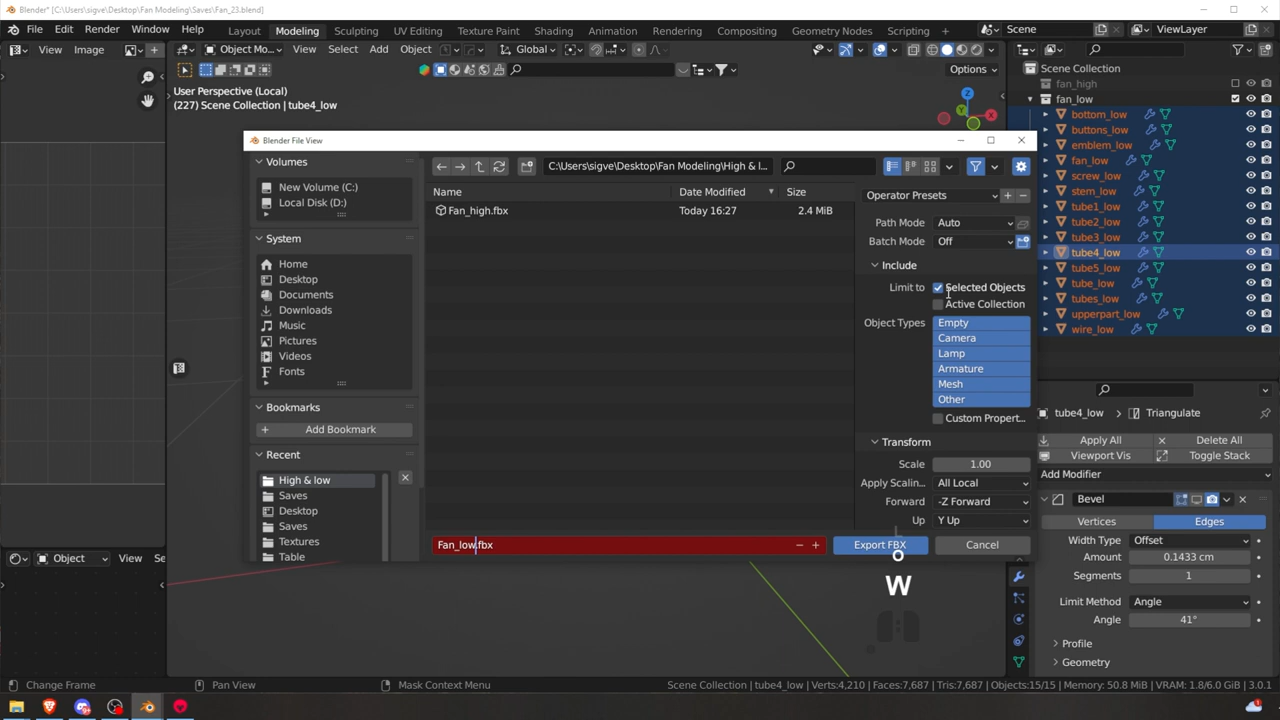 Blender* [C:\Users\sigve\Desktop\Fan Modeling\Saves\Fan_23.blend]
File Edit Render Window Help Layout Modeling Sculpting UV Editing Texture Paint Shading Animation Rendering Compositing Geometry Nodes Scripting Scene ViewLayer
View Image Object Mo... View Select Add Object Global
Options
User Perspective (Local)
(227) Scene Collection | tube4_low
Z
Y
X
Scene Collection
fan_high
fan_low
bottom_low
buttons_low
emblem_low
fan_low
screw_low
stem_low
tube1_low
tube2_low
tube3_low
tube4_low
tube5_low
tube_low
tubes_low
upperpart_low
wire_low
Blender File View
Volumes
New Volume (C:)
Local Disk (D:)
System
Home
Desktop
Documents
Downloads
Music
Pictures
Videos
Fonts
Bookmarks
Add Bookmark
Recent
High & low
Saves
Desktop
Saves
Textures
Table
C:\Users\sigve\Desktop\Fan Modeling\High & l...
Name Date Modified Size
Fan_high.fbx Today 16:27 2.4 MiB
Operator Presets
Path Mode Auto
Batch Mode Off
Include
Limit to Selected Objects
Active Collection
Object Types Empty
Camera
Lamp
Armature
Mesh
Other
Custom Propert...
Transform
Scale 1.00
Apply Scalin... All Local
Forward -Z Forward
Up Y Up
Fan_low.fbx Export FBX Cancel
L
O
W
tube4_low Triangulate
Apply All Delete All
Viewport Vis Toggle Stack
Add Modifier
Bevel
Vertices Edges
Width Type Offset
Amount 0.1433 cm
Segments 1
Limit Method Angle
Angle 41°
Profile
Geometry
Object View
Change Frame Pan View Mask Context Menu Scene Collection | tube4_low | Verts:4,210 | Faces:7,687 | Tris:7,687 | Objects:15/15 | Memory: 50.8 MiB | VRAM: 1.8/6.0 GiB | 3.0.1